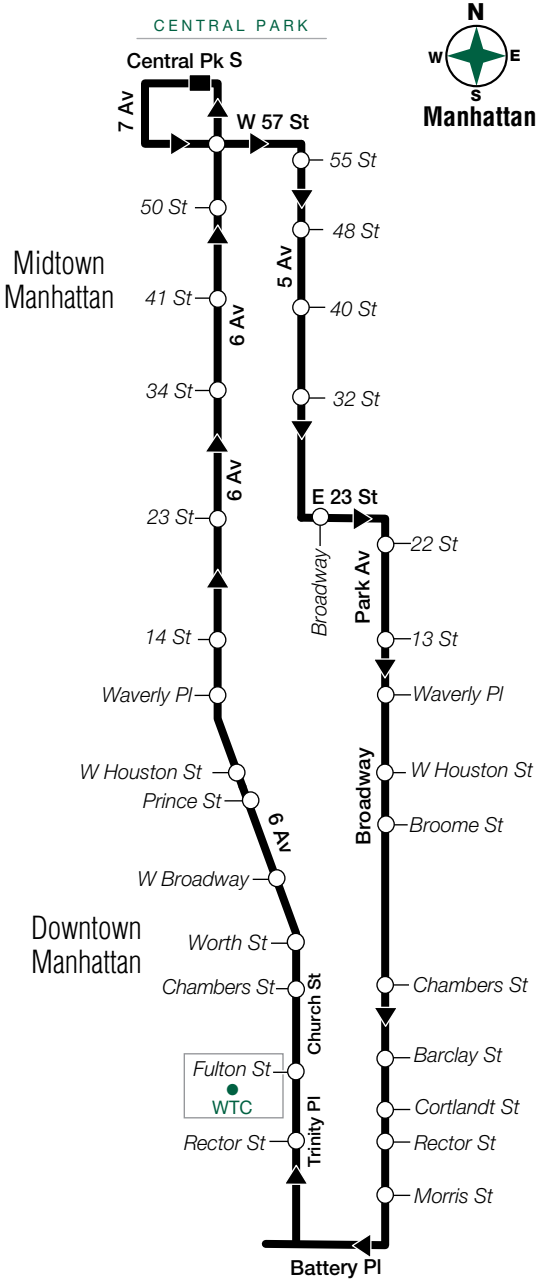 CENTRAL PARK
N
W
E
S
Manhattan
Central Pk S
7 Av
W 57 St
55 St
50 St
48 St
5 Av
Midtown
Manhattan
41 St
40 St
6 Av
34 St
32 St
6 Av
23 St
E 23 St
Broadway
Park Av
22 St
14 St
13 St
Waverly Pl
Waverly Pl
W Houston St
W Houston St
Prince St
Broadway
6 Av
Broome St
W Broadway
Downtown
Manhattan
Worth St
Chambers St
Church St
Chambers St
Fulton St
WTC
Barclay St
Trinity Pl
Cortlandt St
Rector St
Rector St
Morris St
Battery Pl